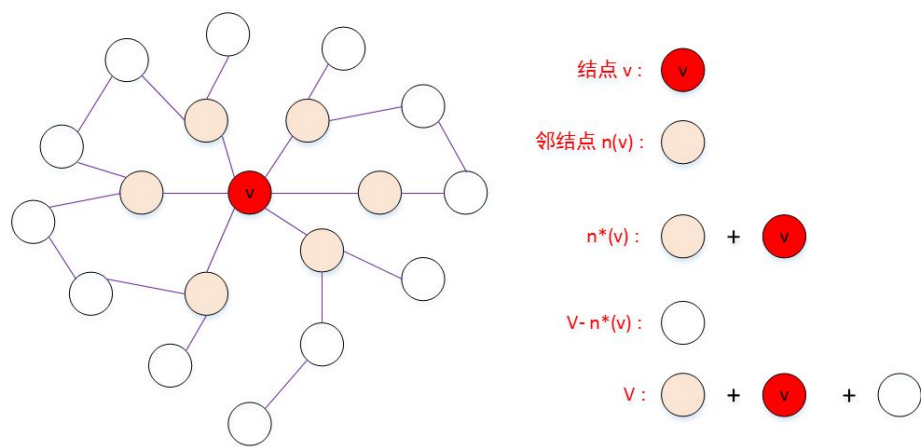 v
结点 v： v
邻结点 n(v)：
n*(v)： + v
V- n*(v)：
V： + v +